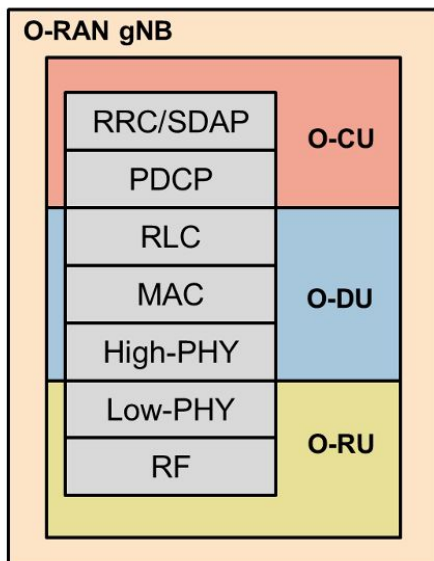 O-RAN gNB
RRC/SDAP
O-CU
PDCP
RLC
MAC
O-DU
High-PHY
Low-PHY
O-RU
RF